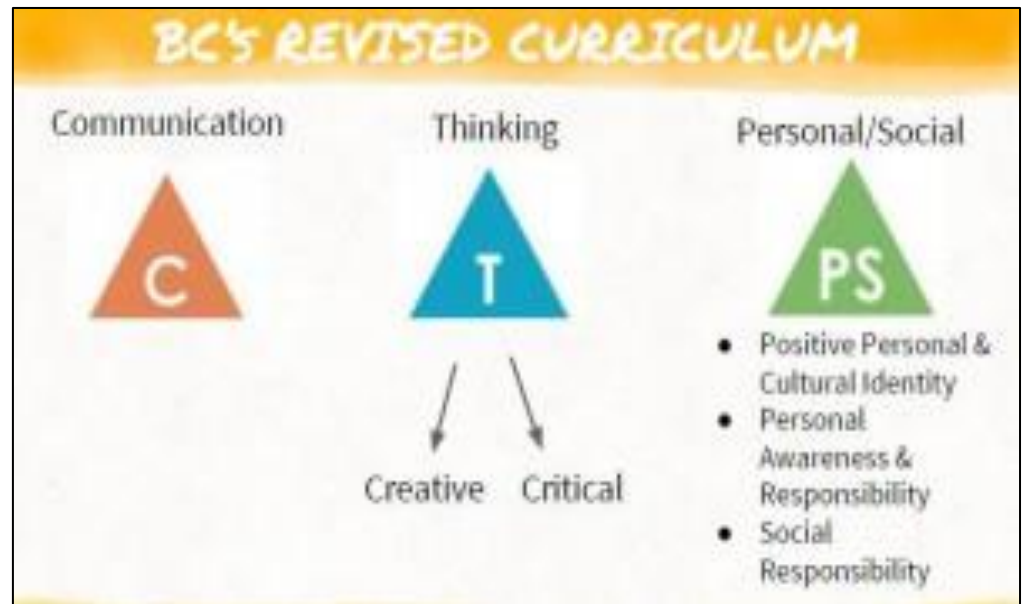 BC'S REVISED CURRICULUM
Communication
C
Thinking
T
Creative Critical
Personal/Social
PS
● Positive Personal &
Cultural Identity
● Personal
Awareness &
Responsibility
● Social
Responsibility